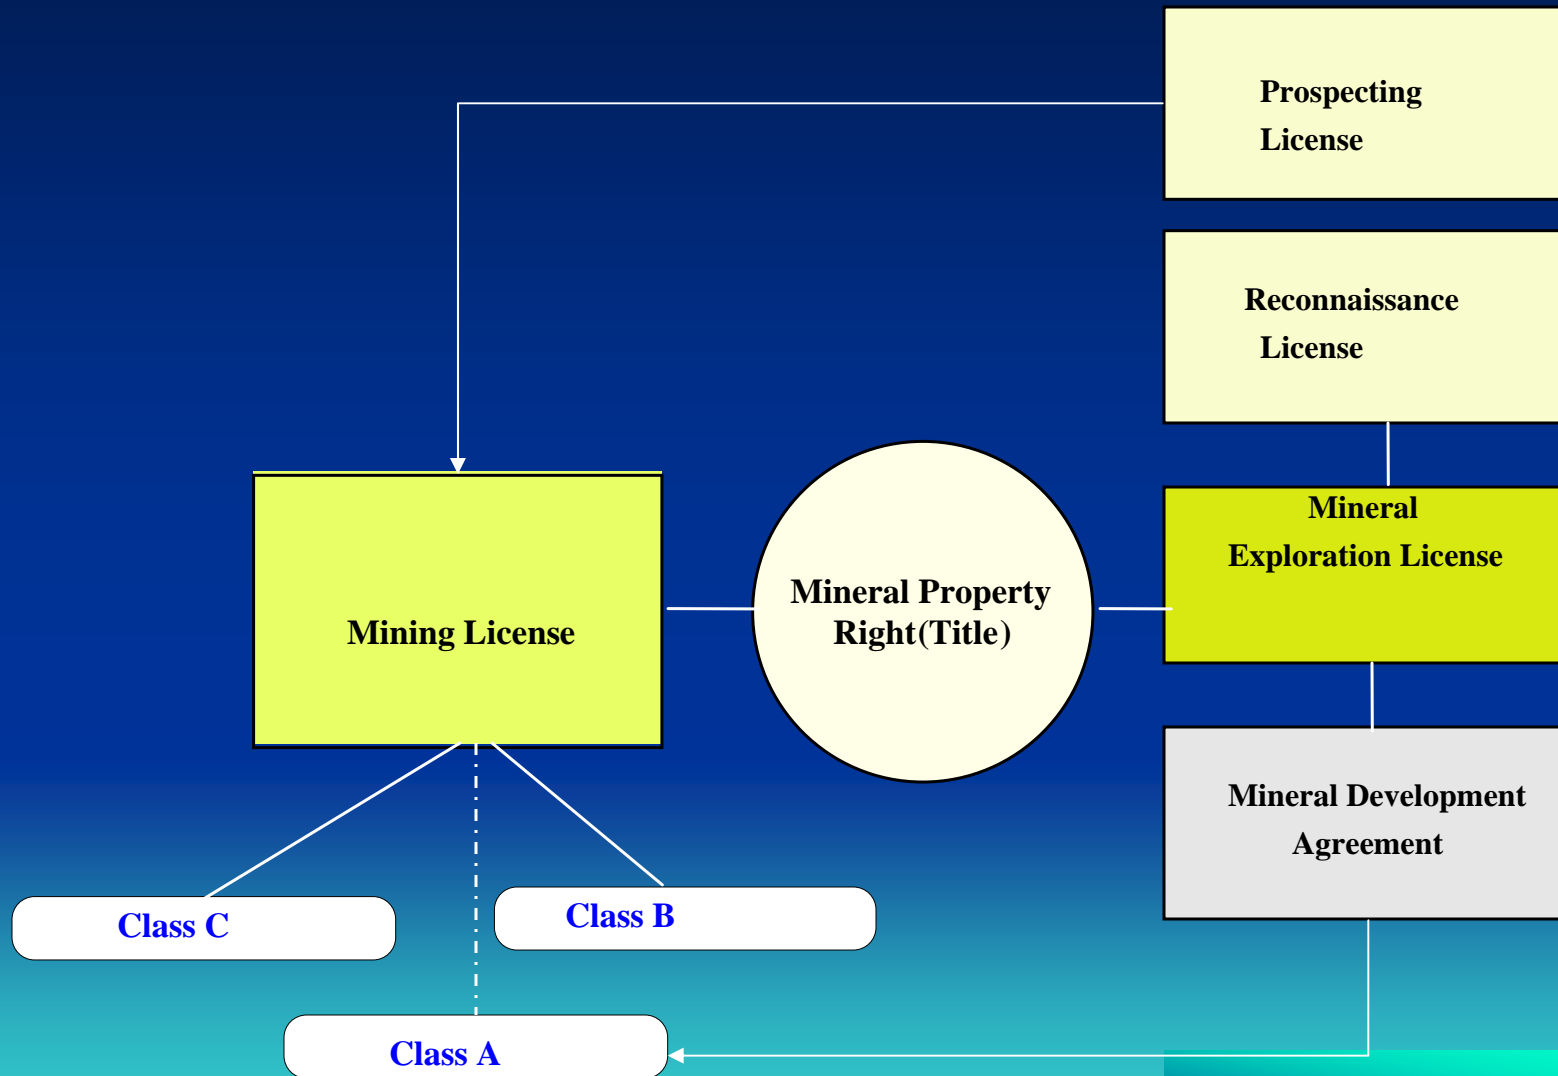 Prospecting
License
Reconnaissance
License
Mineral
Exploration License
Mineral Property
Right(Title)
Mining License
Mineral Development
Agreement
Class C
Class B
Class A